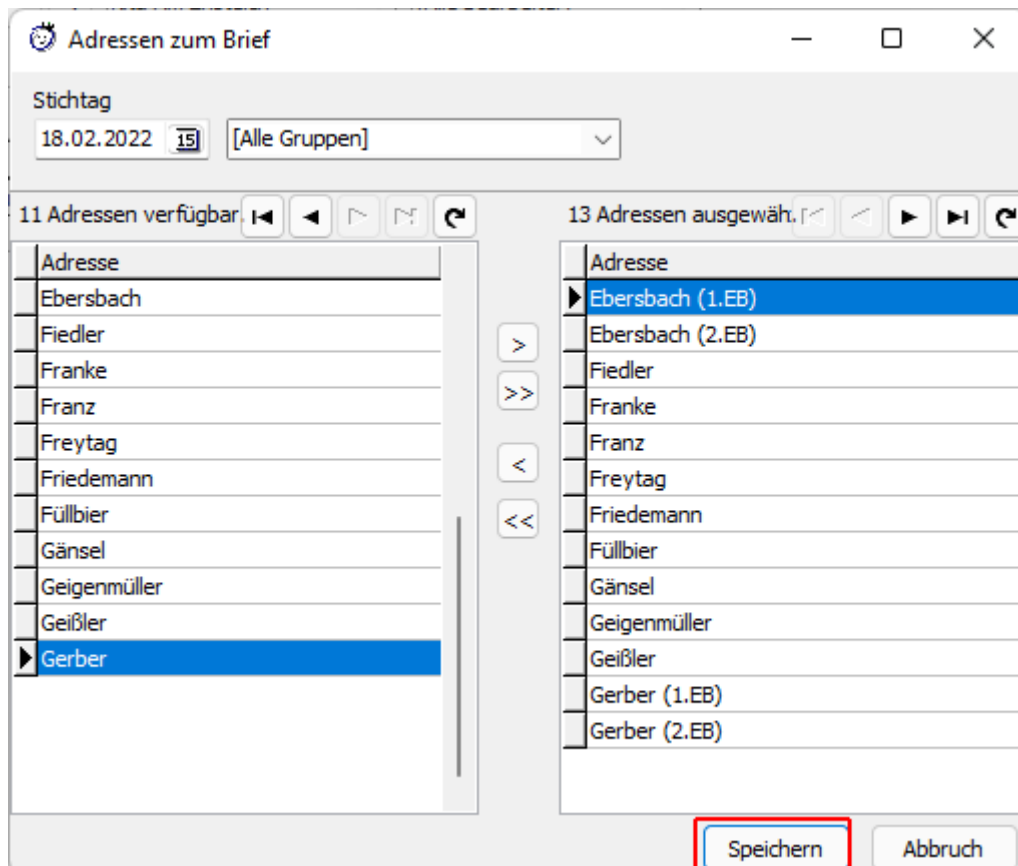 Adressen zum Brief
Stichtag
18.02.2022 15 [Alle Gruppen]
11 Adressen verfügbar.
Adresse
Ebersbach
Fiedler
Franke
Franz
Freytag
Friedemann
Füllbier
Gänsel
Geigenmüller
Geißler
Gerber
>
>>
<
<<
13 Adressen ausgewäh.
Adresse
Ebersbach (1.EB)
Ebersbach (2.EB)
Fiedler
Franke
Franz
Freytag
Friedemann
Füllbier
Gänsel
Geigenmüller
Geißler
Gerber (1.EB)
Gerber (2.EB)
Speichern Abbruch